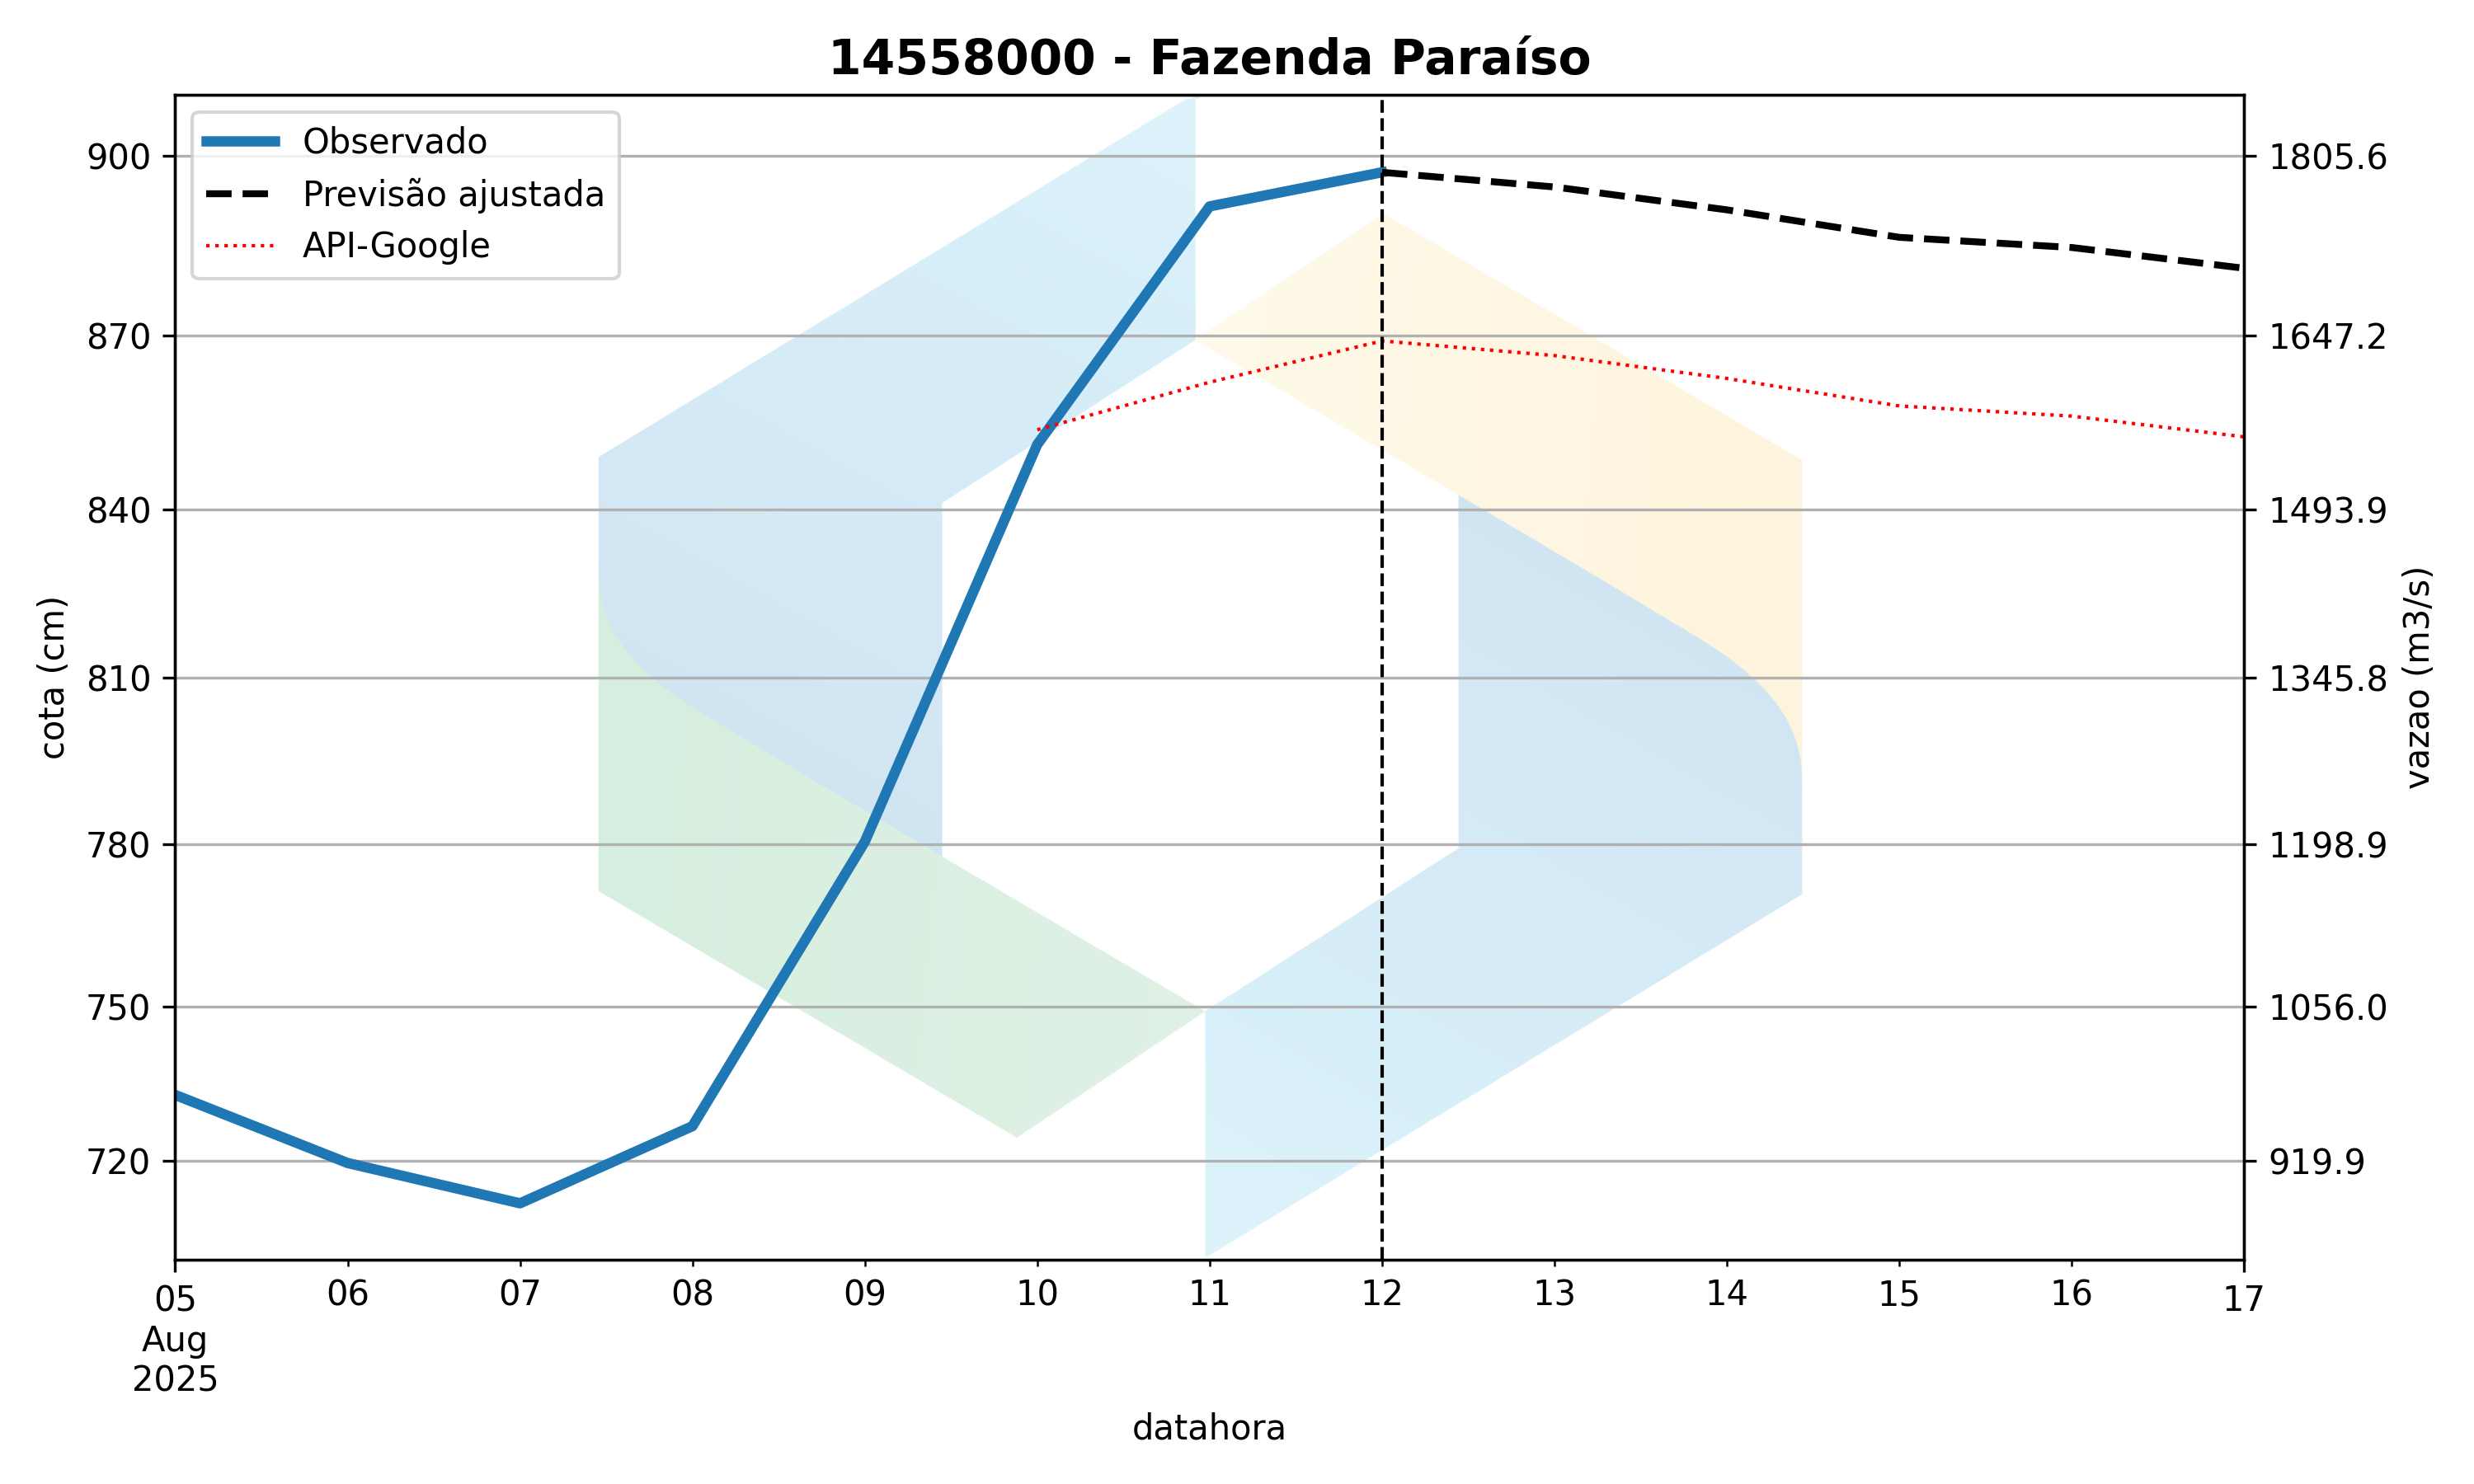 14558000 - Fazenda Paraíso
Observado
Previsão ajustada
API-Google
900
870
840
810
780
750
720
cota (cm)
1805.6
1647.2
1493.9
1345.8
1198.9
1056.0
919.9
vazao (m3/s)
05 06 07 08 09 10 11 12 13 14 15 16 17
Aug
2025
datahora